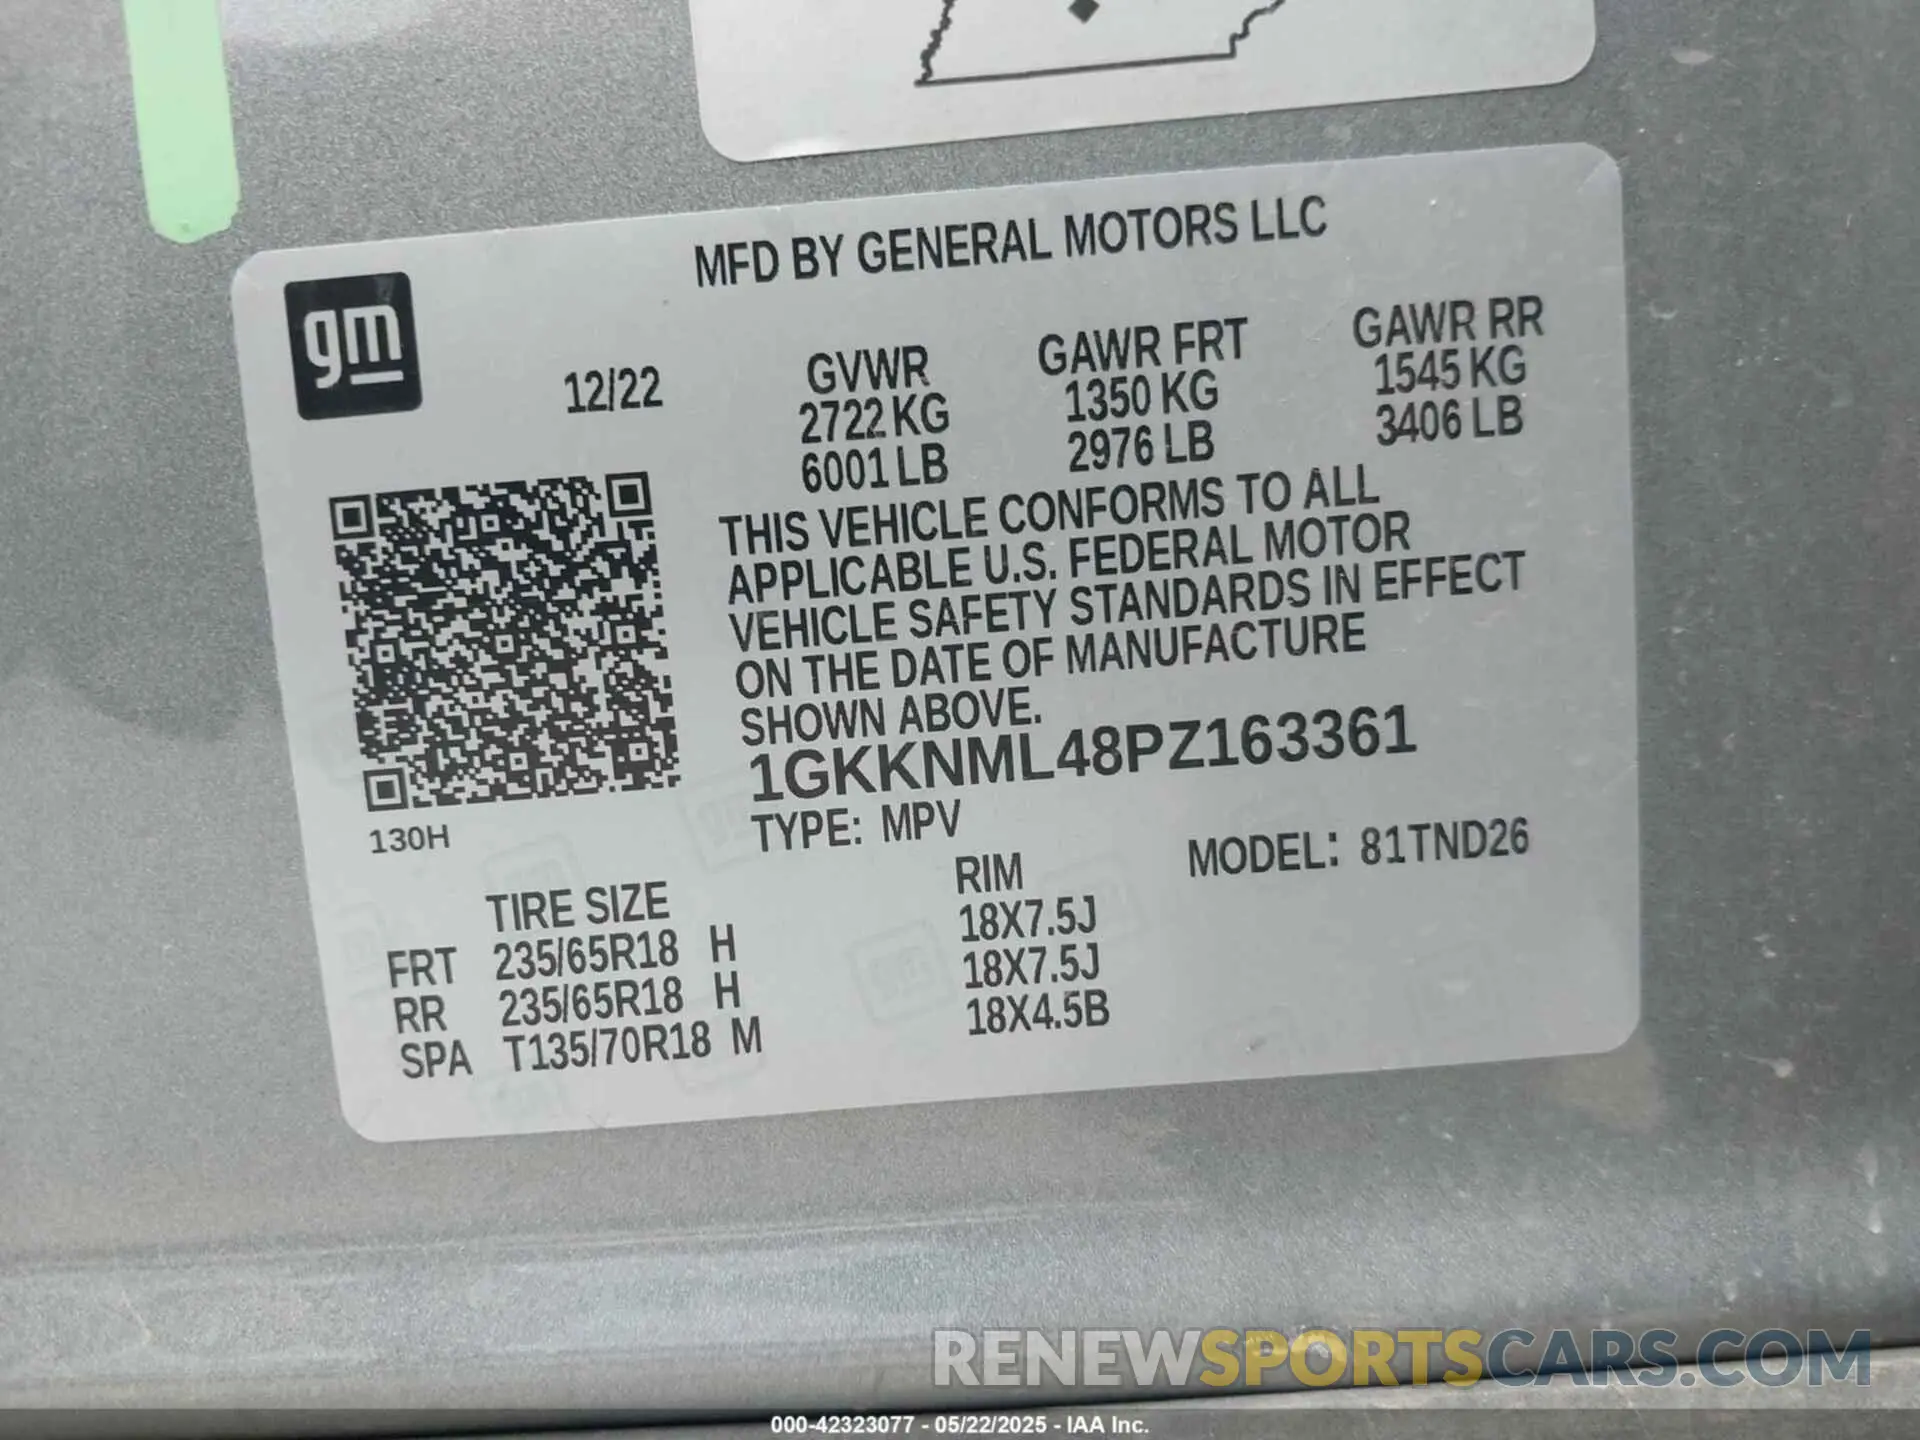 MFD BY GENERAL MOTORS LLC
gm
12/22
GVWR
2722 KG
6001 LB
GAWR FRT
1350 KG
2976 LB
GAWR RR
1545 KG
3406 LB
THIS VEHICLE CONFORMS TO ALL
APPLICABLE U.S. FEDERAL MOTOR
VEHICLE SAFETY STANDARDS IN EFFECT
ON THE DATE OF MANUFACTURE
SHOWN ABOVE.
1GKKNML48PZ163361
130H
TYPE: MPV
MODEL: 81TND26
TIRE SIZE RIM
FRT 235/65R18 H 18X7.5J
RR 235/65R18 H 18X7.5J
SPA T135/70R18 M 18X4.5B
RENEWSPORTSCARS.COM
000-42323077 - 05/22/2025 - IAA Inc.